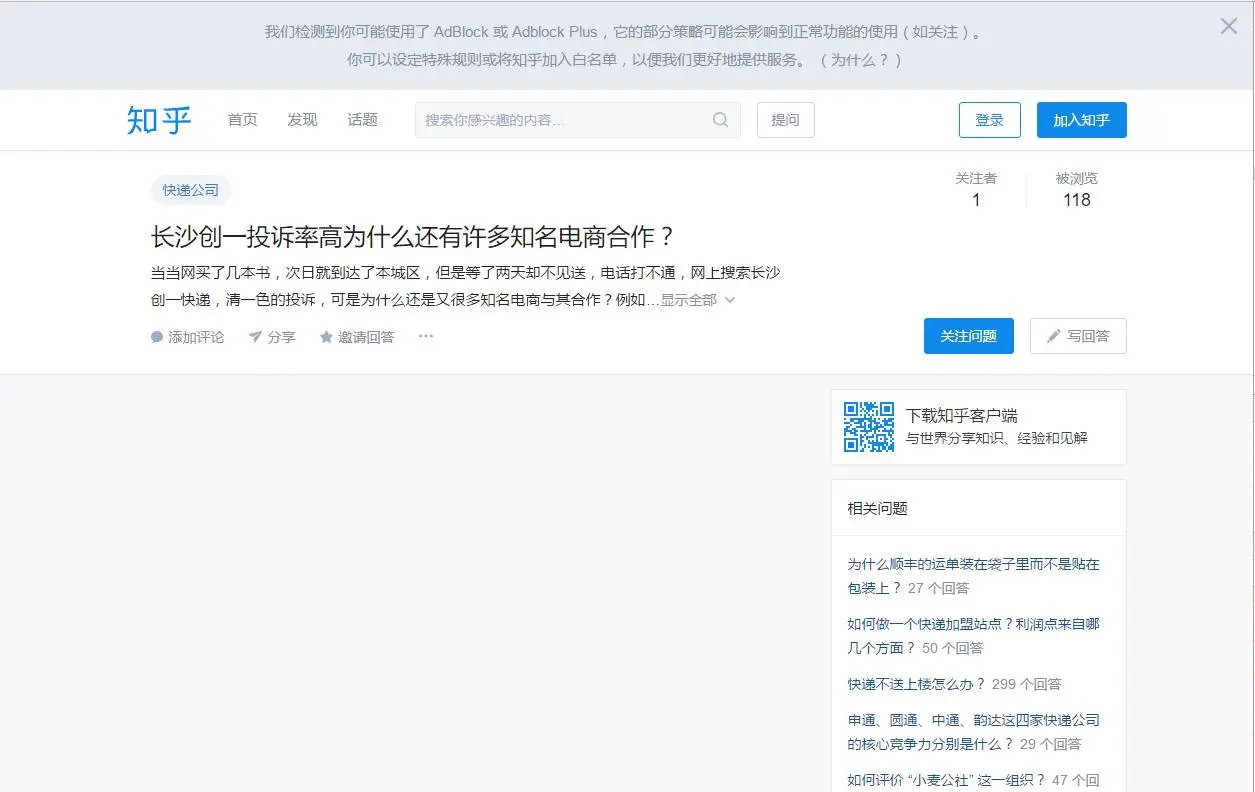 我们检测到你可能使用了 AdBlock 或 Adblock Plus，它的部分策略可能会影响到正常功能的使用（如关注）。
你可以设定特殊规则或将知乎加入白名单，以便我们更好地提供服务。（为什么？）
知乎 首页 发现 话题 搜索你感兴趣的内容... 提问 登录 加入知乎
快递公司
关注者 被浏览
1 118
长沙创一投诉率高为什么还有许多知名电商合作？
当当网买了几本书，次日就到达了本城区，但是等了两天却不见送，电话打不通，网上搜索长沙
创一快递，清一色的投诉，可是为什么还是又很多知名电商与其合作？例如...显示全部
添加评论 分享 邀请回答 ... 关注问题 写回答
下载知乎客户端
与世界分享知识、经验和见解
相关问题
为什么顺丰的运单装在袋子里而不是贴在
包装上？ 27 个回答
如何做一个快递加盟站点？利润点来自哪
几个方面？ 50 个回答
快递不送上楼怎么办？ 299 个回答
申通、圆通、中通、韵达这四家快递公司
的核心竞争力分别是什么？ 29 个回答
如何评价 “小麦公社” 这一组织？ 47 个回